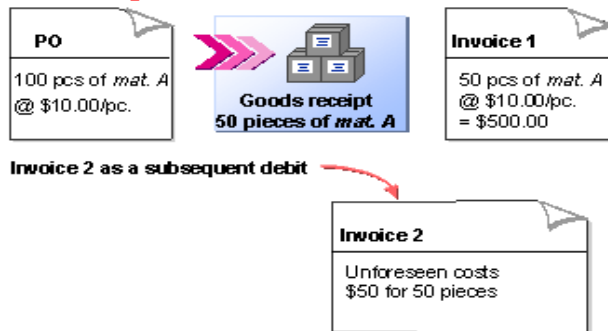 PO
100 pcs of mat. A
@ $10.00/pc.
Goods receipt
50 pieces of mat. A
Invoice 1
50 pcs of mat. A
@ $10.00/pc.
= $500.00
Invoice 2 as a subsequent debit
Invoice 2
Unforeseen costs
$50 for 50 pieces